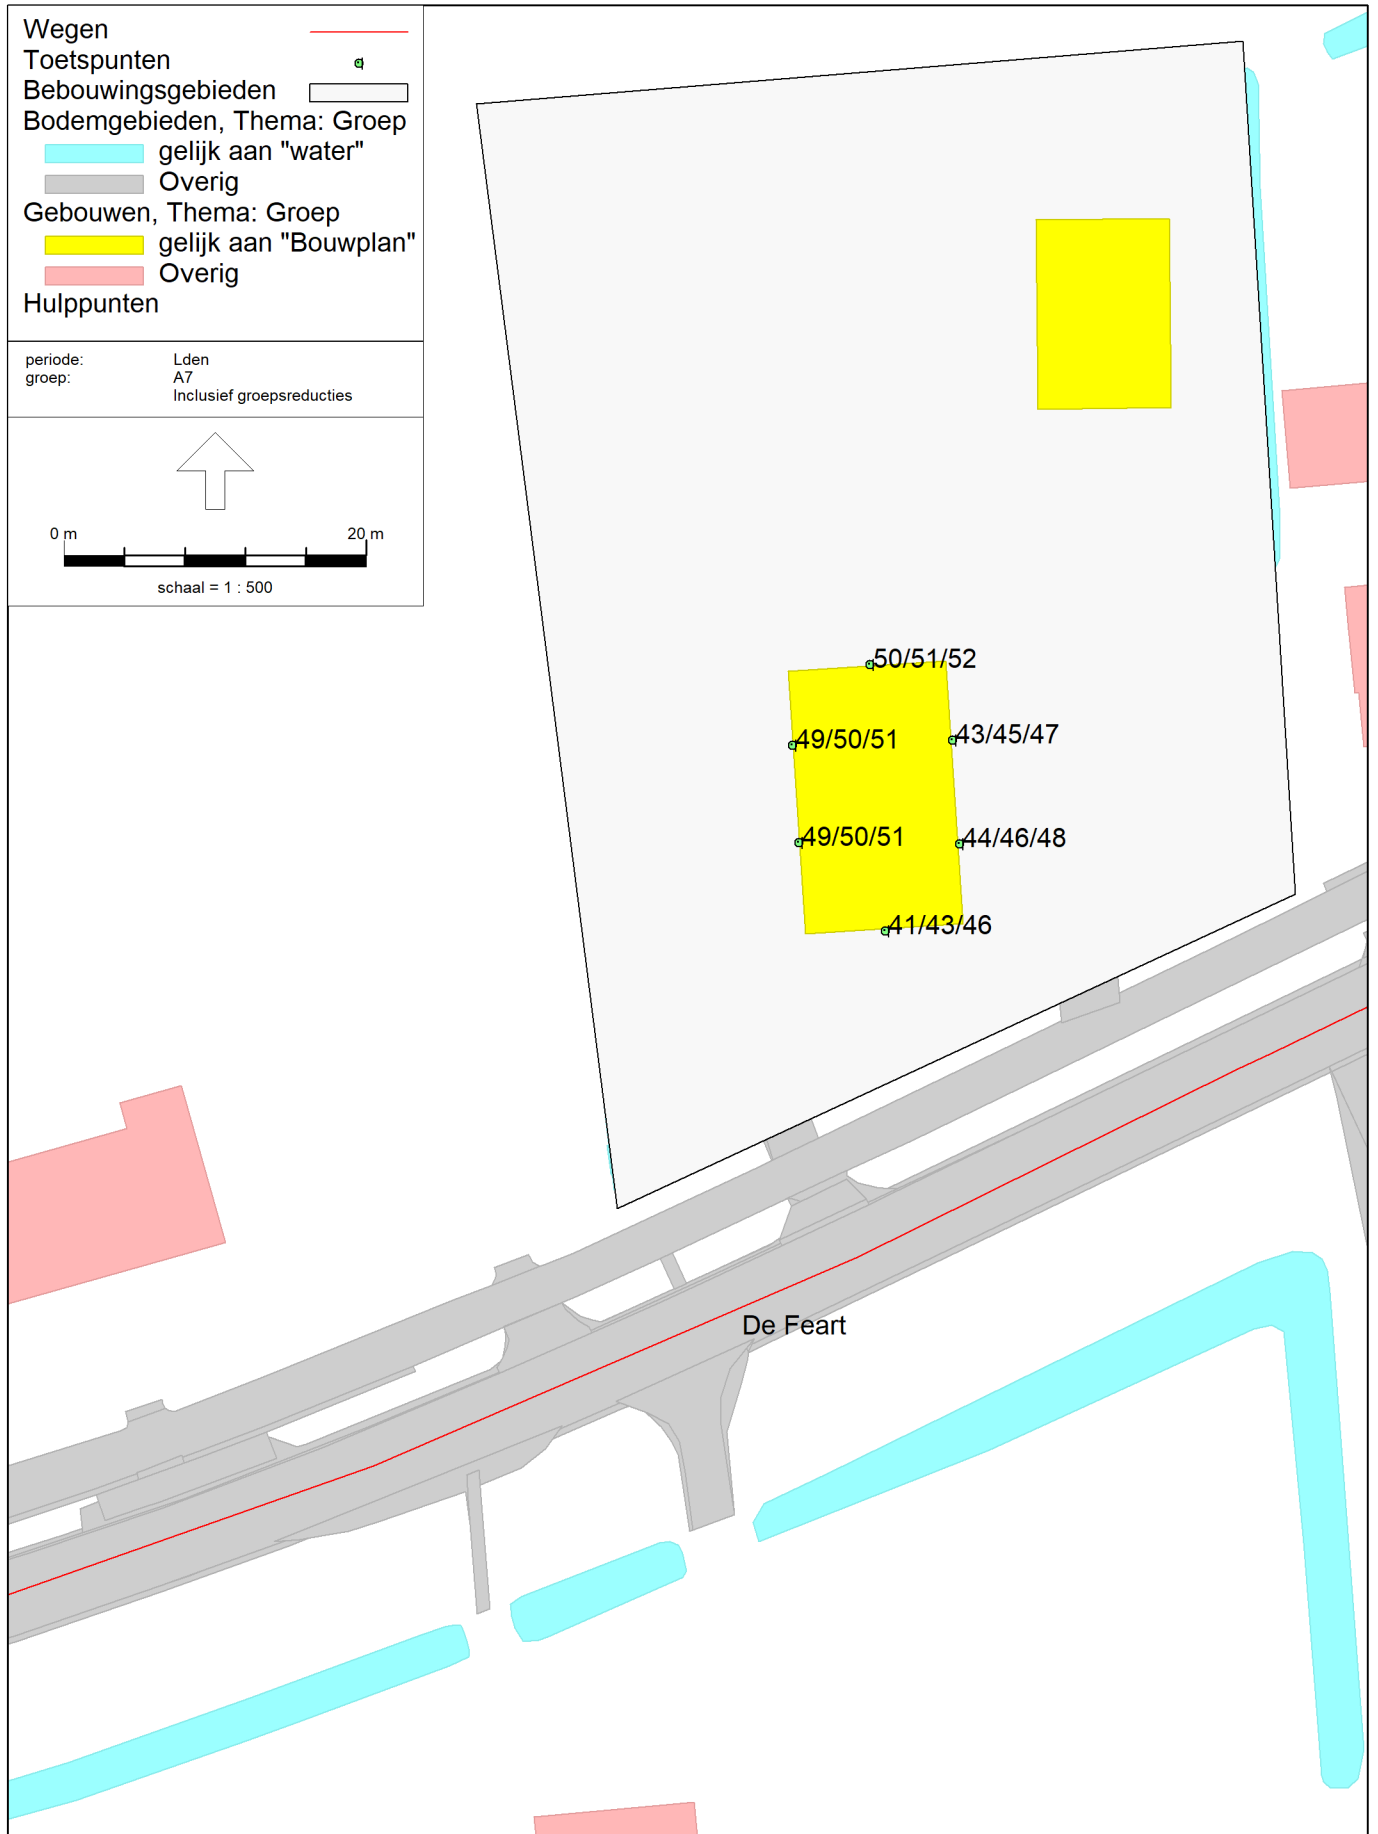 Wegen
Toetspunten
Bebouwingsgebieden
Bodemgebieden, Thema: Groep
gelijk aan "water"
Overig
Gebouwen, Thema: Groep
gelijk aan "Bouwplan"
Overig
Hulppunten
periode: Lden
groep: A7
Inclusief groepsreducties
0 m 20 m
schaal = 1 : 500
50/51/52
49/50/51 43/45/47
49/50/51 44/46/48
41/43/46
De Feart